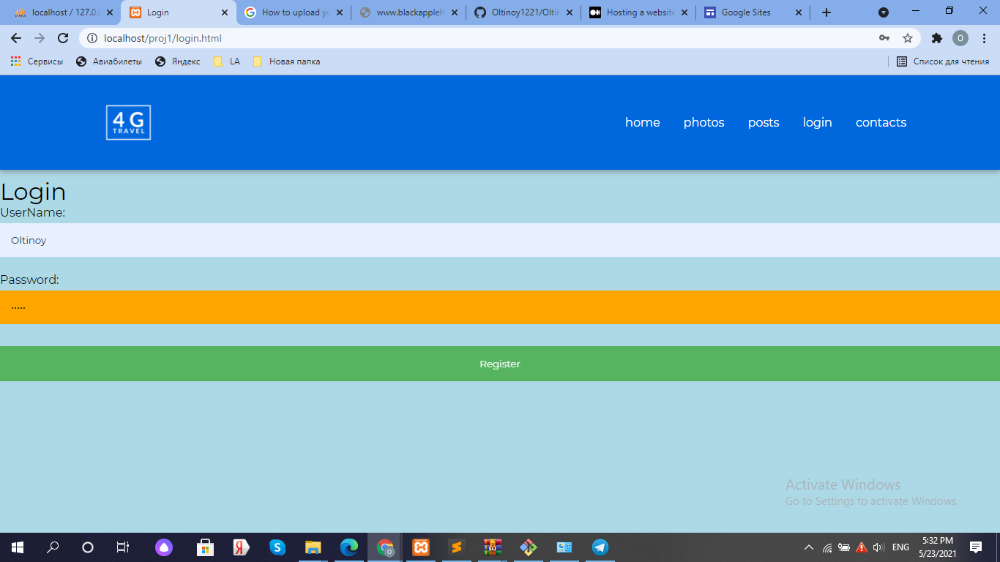 localhost / 127.0.0
Login
How to upload yo
www.blackappleh
Oltinoy1221/Oltin
Hosting a website
Google Sites
localhost/proj1/login.html
O
Сервисы
Авиабилеты
Яндекс
LA
Новая папка
Список для чтения
4 G
TRAVEL
home
photos
posts
login
contacts
Login
UserName:
Oltinoy
Password:
.....
Register
Activate Windows
Go to Settings to activate Windows.
ENG
5:32 PM
5/23/2021